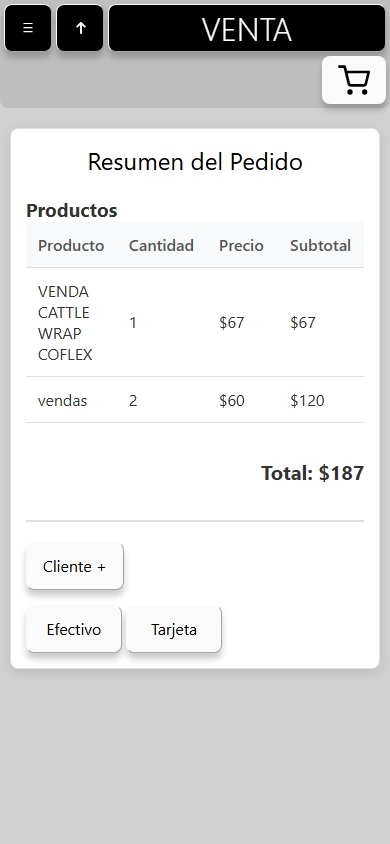 VENTA
Resumen del Pedido
Productos
Producto Cantidad Precio Subtotal
VENDA
CATTLE
WRAP
COFLEX
1 $67 $67
vendas 2 $60 $120
Total: $187
Cliente +
Efectivo Tarjeta